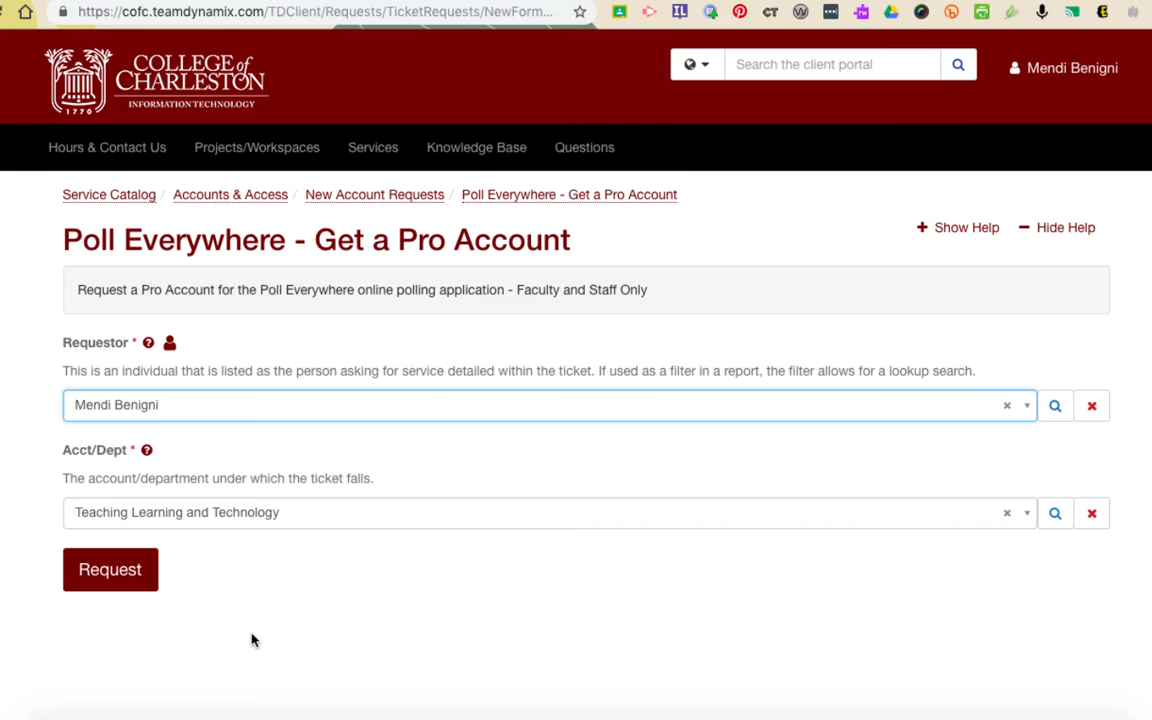 https://cofc.teamdynamix.com/TDClient/Requests/TicketRequests/NewForm...
IL
CT
COLLEGE of
CHARLESTON
INFORMATION TECHNOLOGY
1770
Search the client portal
Mendi Benigni
Hours & Contact Us Projects/Workspaces Services Knowledge Base Questions
Service Catalog / Accounts & Access / New Account Requests / Poll Everywhere - Get a Pro Account
Poll Everywhere - Get a Pro Account
+ Show Help − Hide Help
Request a Pro Account for the Poll Everywhere online polling application - Faculty and Staff Only
Requestor *
This is an individual that is listed as the person asking for service detailed within the ticket. If used as a filter in a report, the filter allows for a lookup search.
Mendi Benigni
Acct/Dept *
The account/department under which the ticket falls.
Teaching Learning and Technology
Request